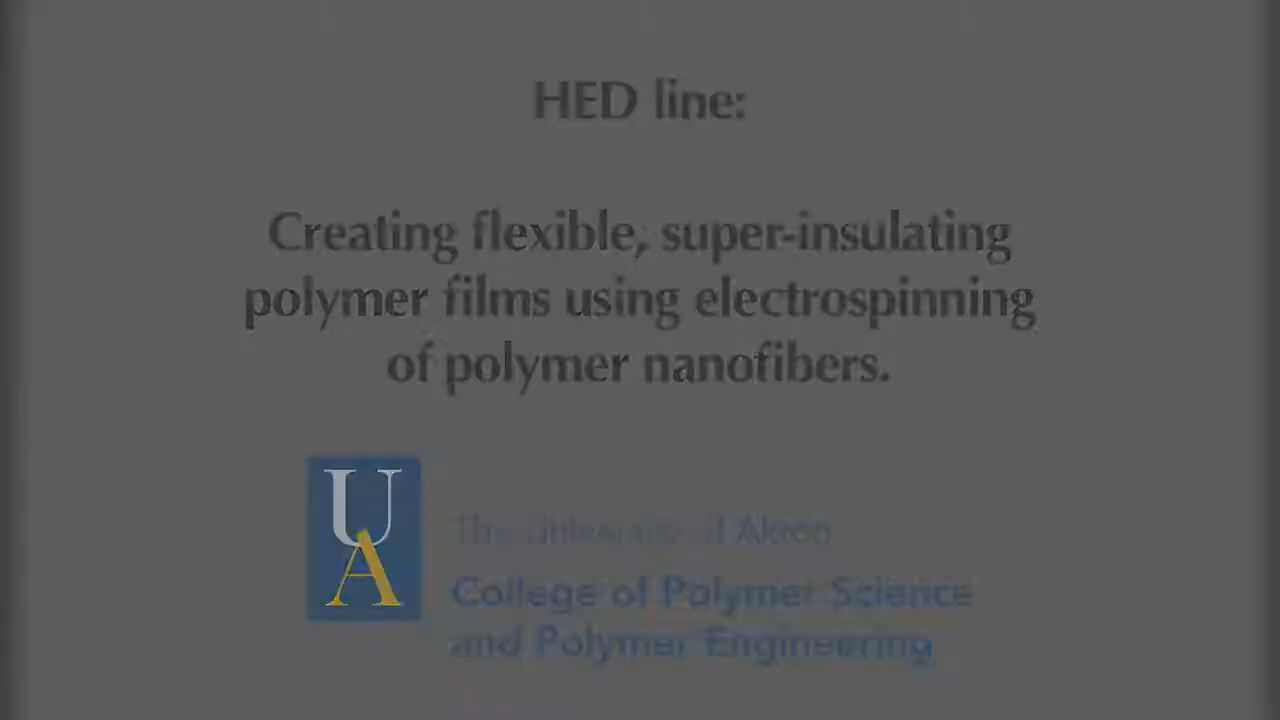 HED line:
Creating flexible, super-insulating
polymer films using electrospinning
of polymer nanofibers.
UA
The University of Akron
College of Polymer Science
and Polymer Engineering